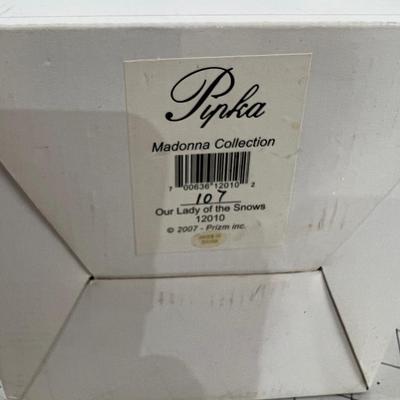 Pipka
Madonna Collection
7 00636 12010 2
107
Our Lady of the Snows
12010
© 2007 - Prizm inc.